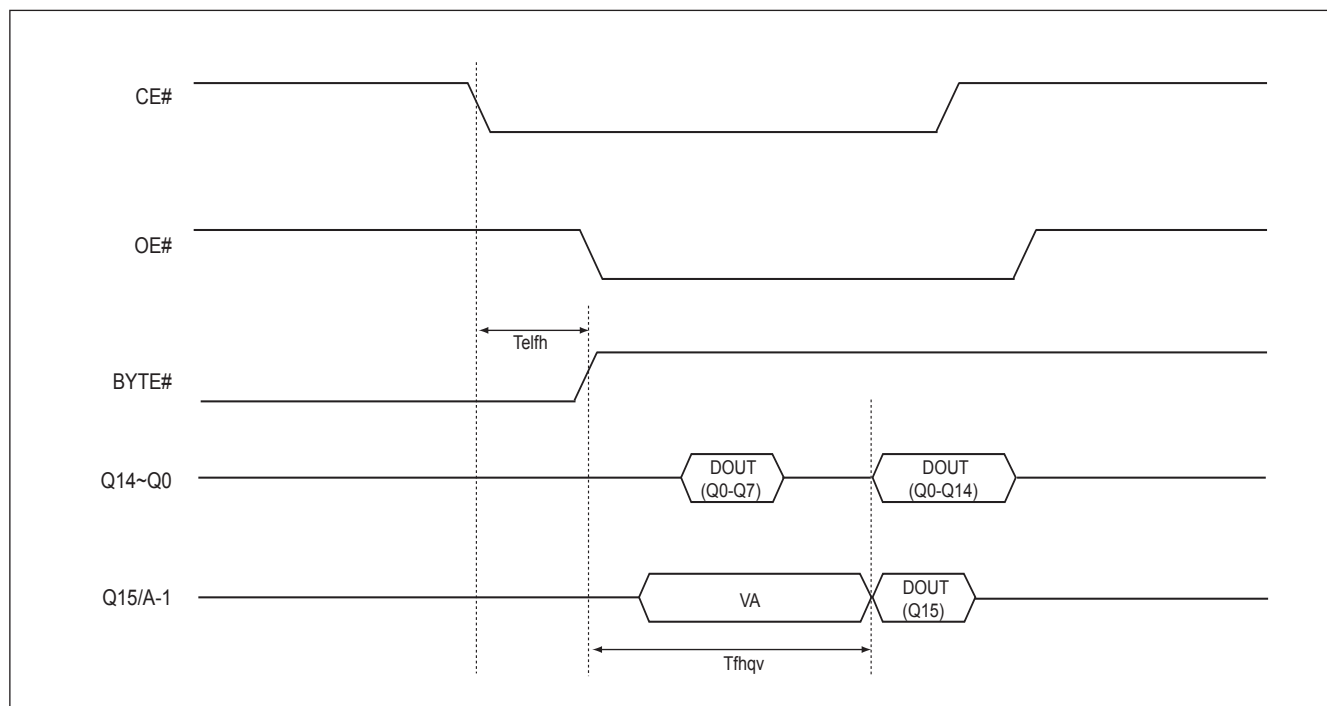 CE#
OE#
Telfh
BYTE#
Q14~Q0
DOUT
(Q0-Q7)
DOUT
(Q0-Q14)
Q15/A-1
VA
DOUT
(Q15)
Tfhqv